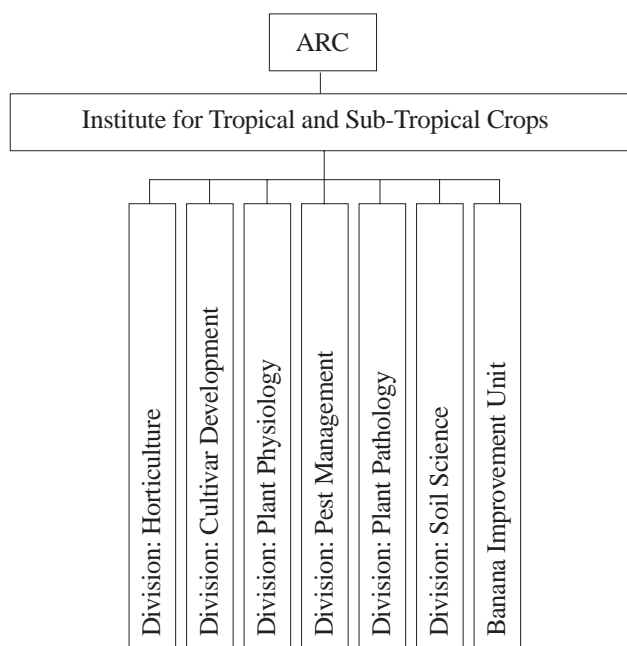 ARC
Institute for Tropical and Sub-Tropical Crops
Division: Horticulture
Division: Cultivar Development
Division: Plant Physiology
Division: Pest Management
Division: Plant Pathology
Division: Soil Science
Banana Improvement Unit